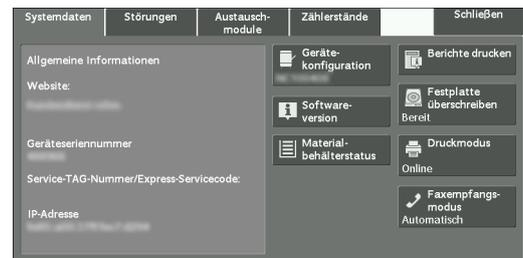 Systemdaten
Störungen
Austausch-
module
Zählerstände
Schließen
Allgemeine Informationen
Website:
Geräteseriennummer
Service-TAG-Nummer/Express-Servicecode:
IP-Adresse
Geräte-
konfiguration
Software-
version
Material-
behälterstatus
Berichte drucken
Festplatte
überschreiben
Bereit
Druckmodus
Online
Faxempfangs-
modus
Automatisch